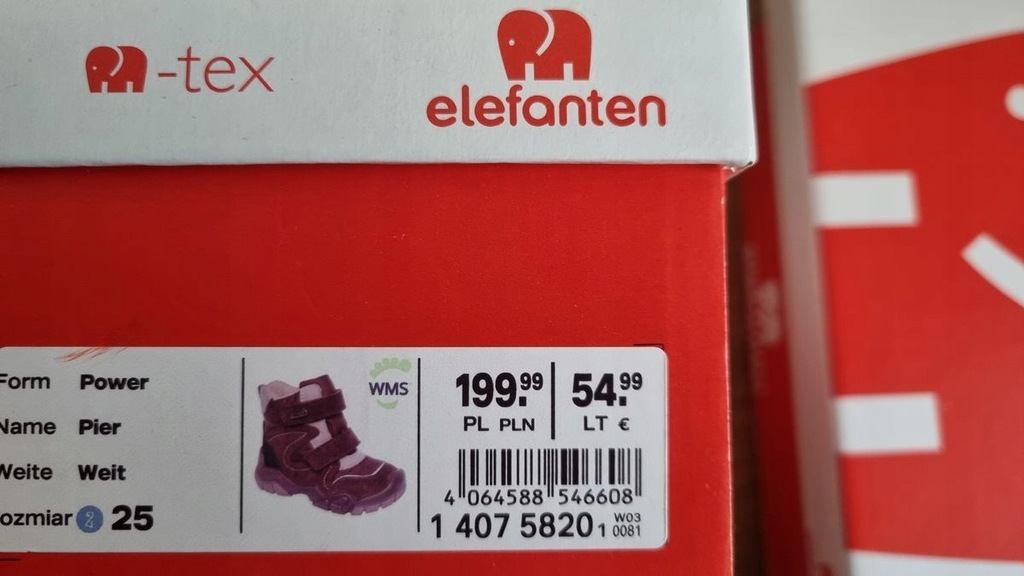 -tex
elefanten
Form Power
Name Pier
Weite Weit
ozmiar 2 25
WMS
199.99 54.99
PL PLN LT €
4 064588 546608
1 407 5820 1 W03 0081